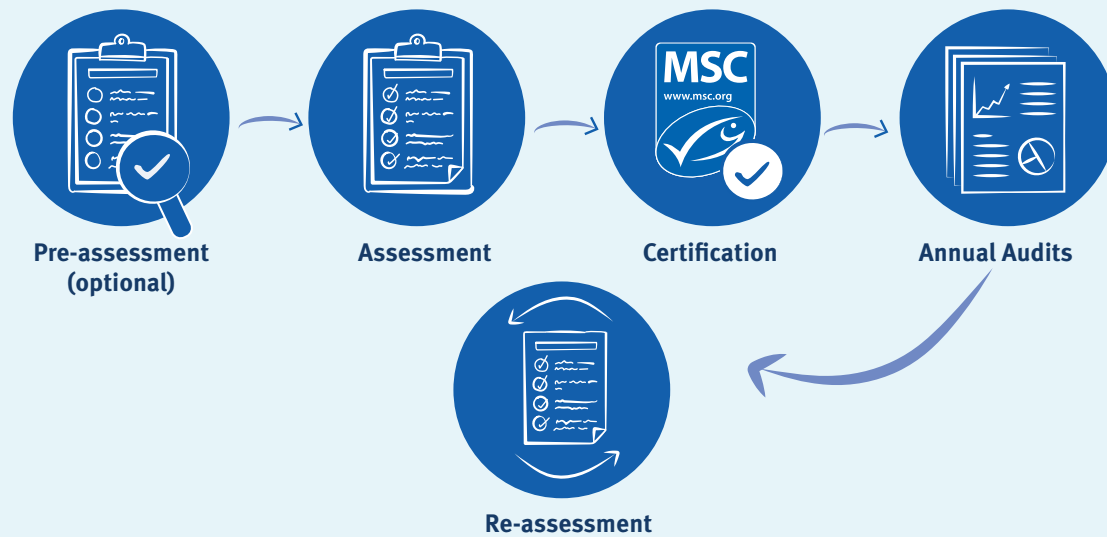 MSC
www.msc.org
Pre-assessment
(optional)
Assessment
Certification
Annual Audits
Re-assessment